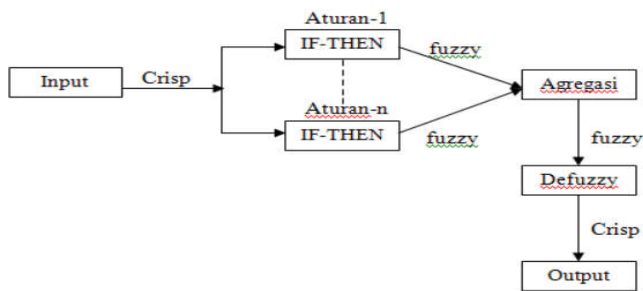 Aturan-1
IF-THEN
fuzzy
Input
Crisp
Agregasi
Aturan-n
IF-THEN
fuzzy
fuzzy
Defuzzy
Crisp
Output